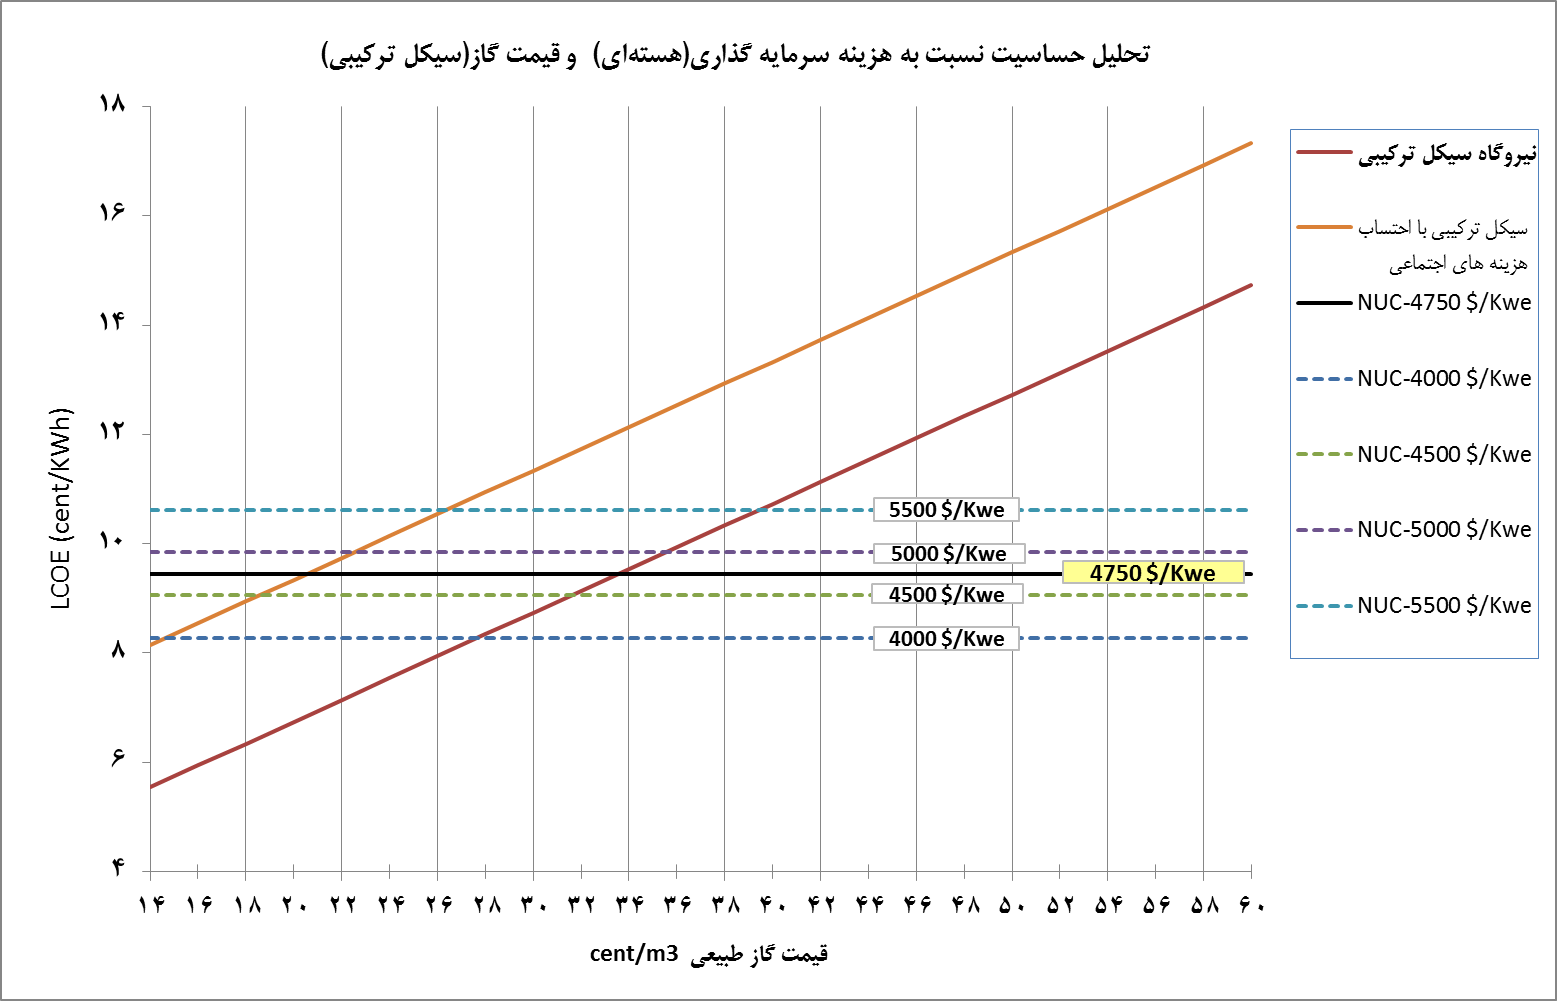 تحلیل حساسیت نسبت به هزینه سرمایه گذاری(هسته‌ای) و قیمت گاز(سیکل ترکیبی)
۱۸
۱۶
۱۴
۱۲
۱۰
۸
۶
۴
LCOE (cent/KWh)
5500 $/Kwe
5000 $/Kwe
4750 $/Kwe
4500 $/Kwe
4000 $/Kwe
۱۴ ۱۶ ۱۸ ۲۰ ۲۲ ۲۴ ۲۶ ۲۸ ۳۰ ۳۲ ۳۴ ۳۶ ۳۸ ۴۰ ۴۲ ۴۴ ۴۶ ۴۸ ۵۰ ۵۲ ۵۴ ۵۶ ۵۸ ۶۰
قیمت گاز طبیعی cent/m3
نیروگاه سیکل ترکیبی
سیکل ترکیبی با احتساب
هزینه های اجتماعی
NUC-4750 $/Kwe
NUC-4000 $/Kwe
NUC-4500 $/Kwe
NUC-5000 $/Kwe
NUC-5500 $/Kwe